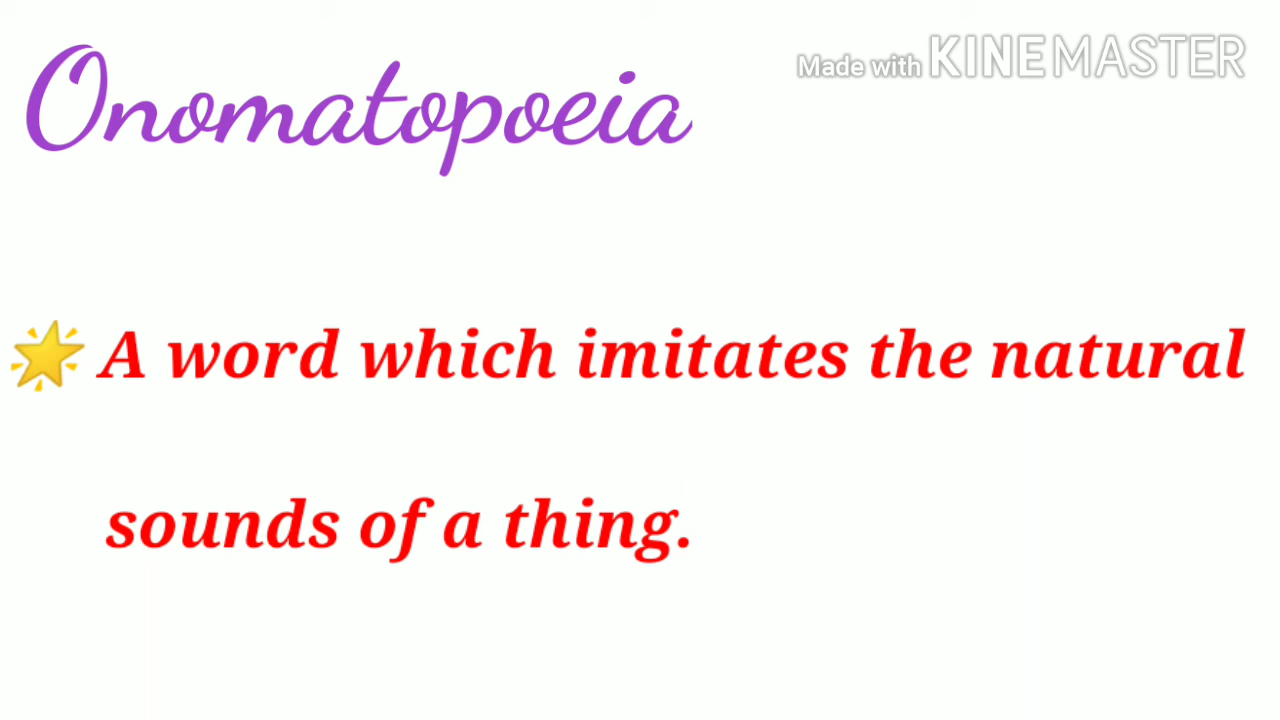 Onomatopoeia
Made with KINEMASTER
🌟 A word which imitates the natural
sounds of a thing.